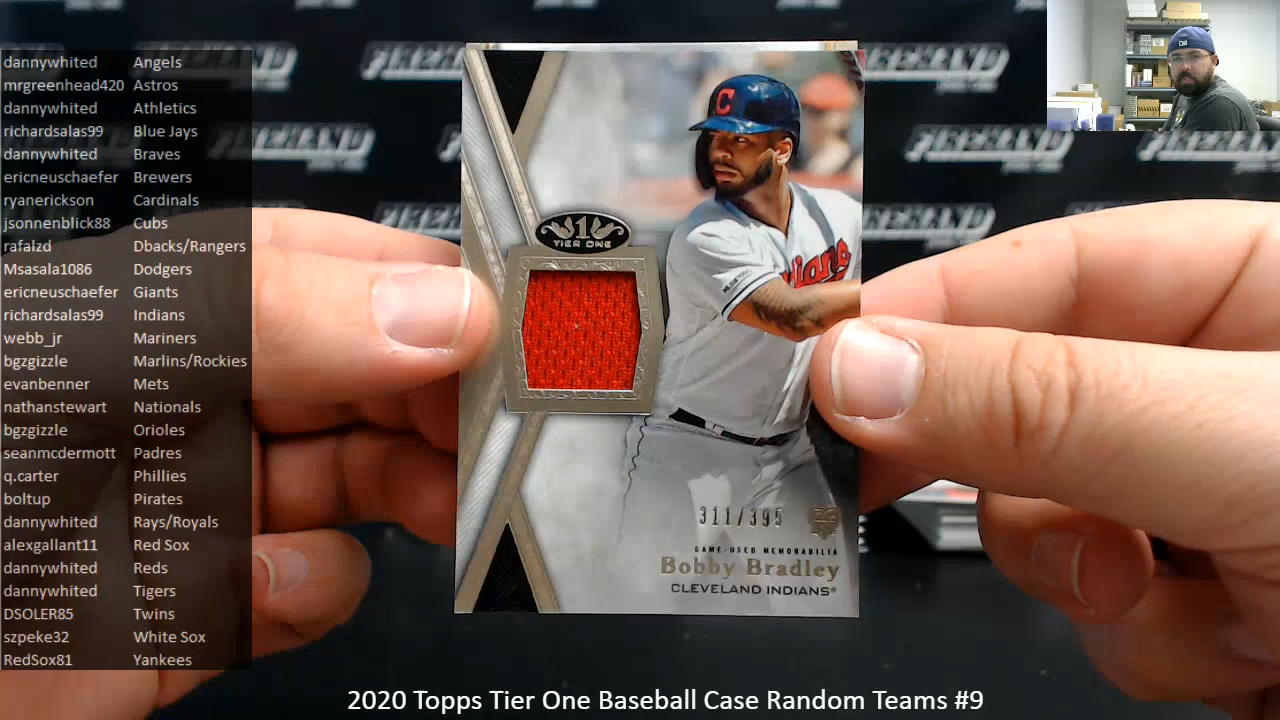 dannywhited Angels
mrgreenhead420 Astros
dannywhited Athletics
richardsalas99 Blue Jays
dannywhited Braves
ericneuschaefer Brewers
ryanerickson Cardinals
jsonnenblick88 Cubs
rafalzd Dbacks/Rangers
Msasala1086 Dodgers
ericneuschaefer Giants
richardsalas99 Indians
webb_jr Mariners
bgzgizzle Marlins/Rockies
evanbenner Mets
nathanstewart Nationals
bgzgizzle Orioles
seanmcdermott Padres
q.carter Phillies
boltup Pirates
dannywhited Rays/Royals
alexgallant11 Red Sox
dannywhited Reds
dannywhited Tigers
DSOLER85 Twins
szpeke32 White Sox
RedSox81 Yankees
FIREHAND
C
1
TIER ONE
311/395
GAME-USED MEMORABILIA
Bobby Bradley
CLEVELAND INDIANS®
2020 Topps Tier One Baseball Case Random Teams #9